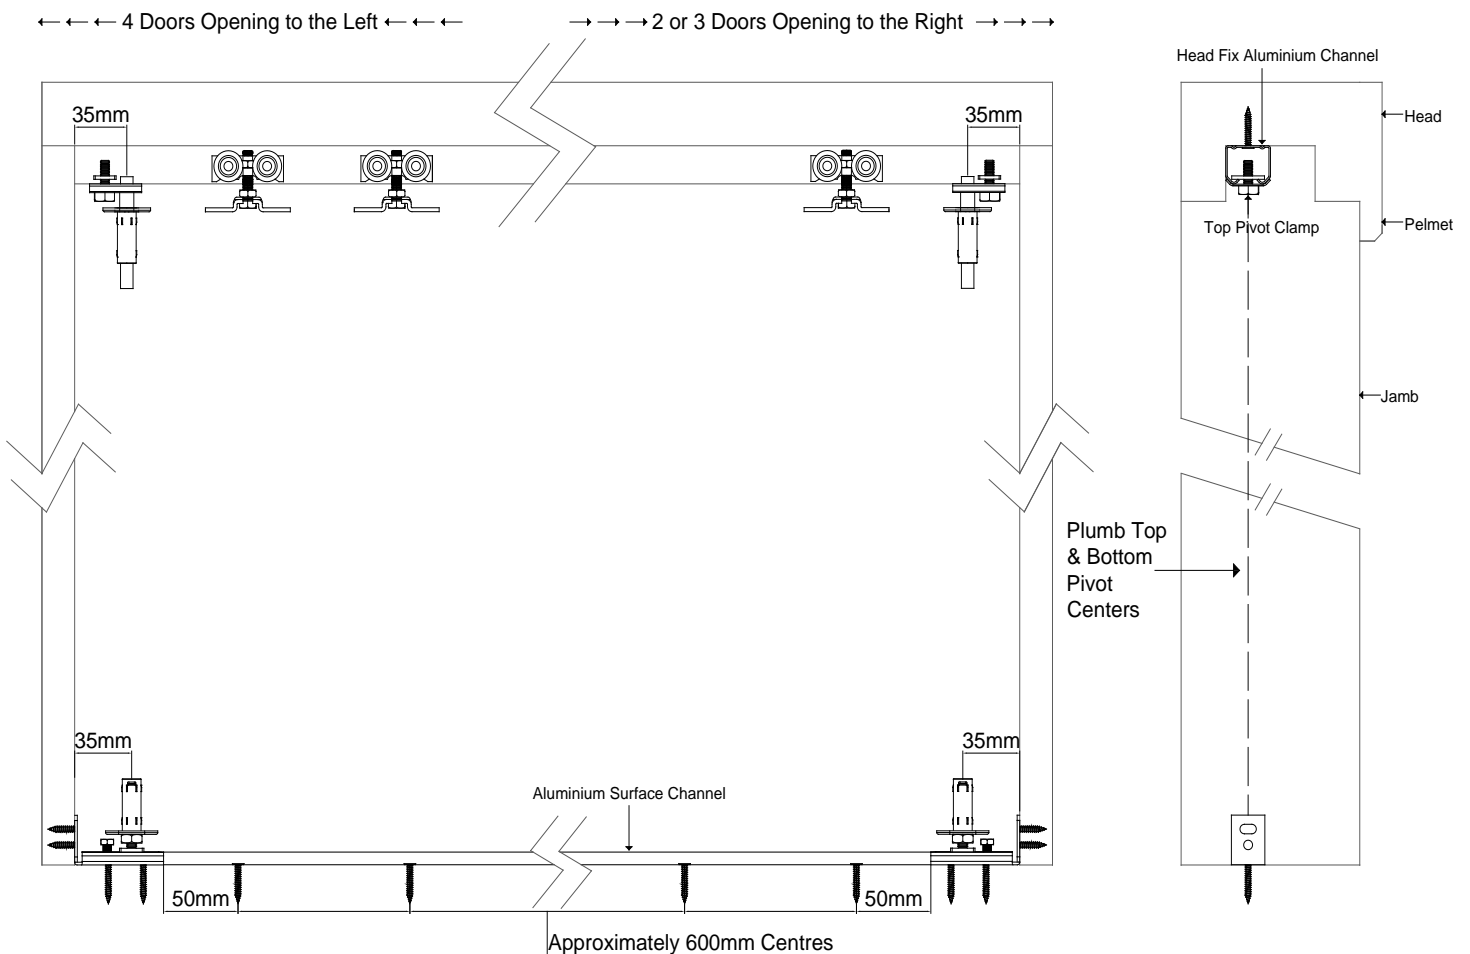 4 Doors Opening to the Left
2 or 3 Doors Opening to the Right
Head Fix Aluminium Channel
35mm
35mm
Head
Top Pivot Clamp
Pelmet
Jamb
Plumb Top
& Bottom
Pivot
Centers
35mm
35mm
Aluminium Surface Channel
50mm
50mm
Approximately 600mm Centres